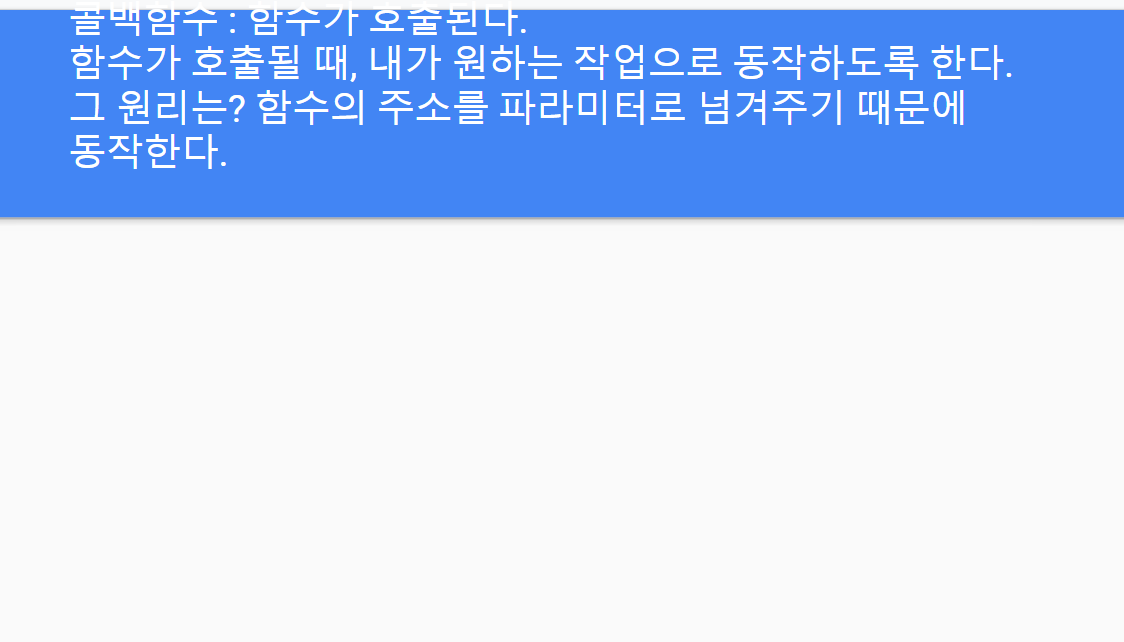 콜백함수 : 함수가 호출된다.
함수가 호출될 때, 내가 원하는 작업으로 동작하도록 한다.
그 원리는? 함수의 주소를 파라미터로 넘겨주기 때문에
동작한다.